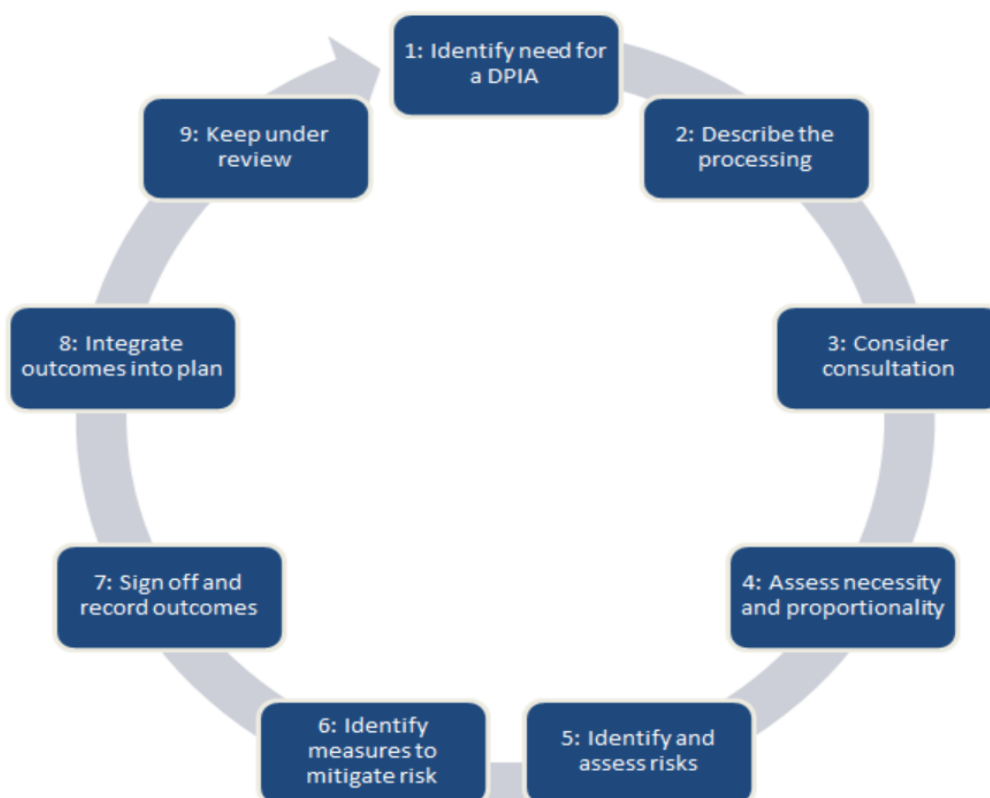 1: Identify need for
a DPIA
2: Describe the
processing
3: Consider
consultation
4: Assess necessity
and proportionality
5: Identify and
assess risks
6: Identify
measures to
mitigate risk
7: Sign off and
record outcomes
8: Integrate
outcomes into plan
9: Keep under
review